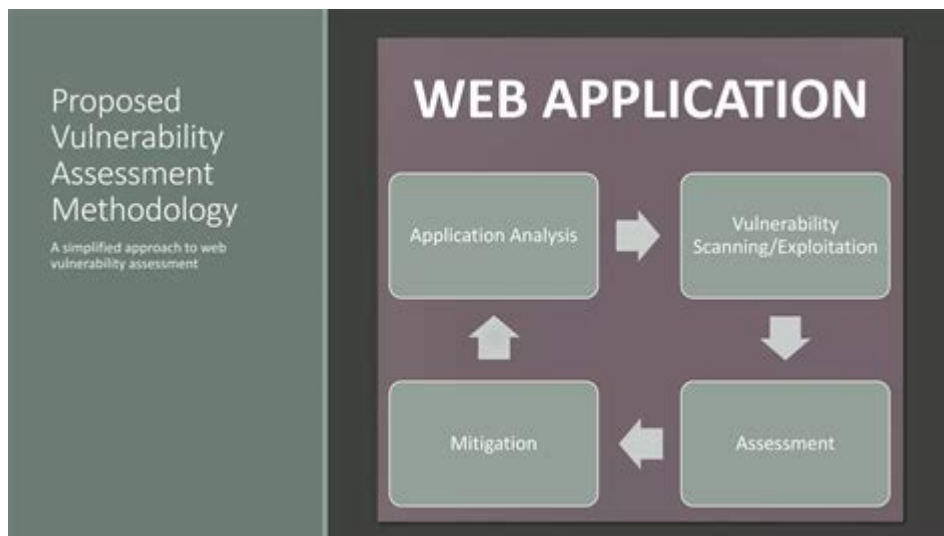 Proposed
Vulnerability
Assessment
Methodology
A simplified approach to web
vulnerability assessment
WEB APPLICATION
Application Analysis
Vulnerability
Scanning/Exploitation
Mitigation
Assessment